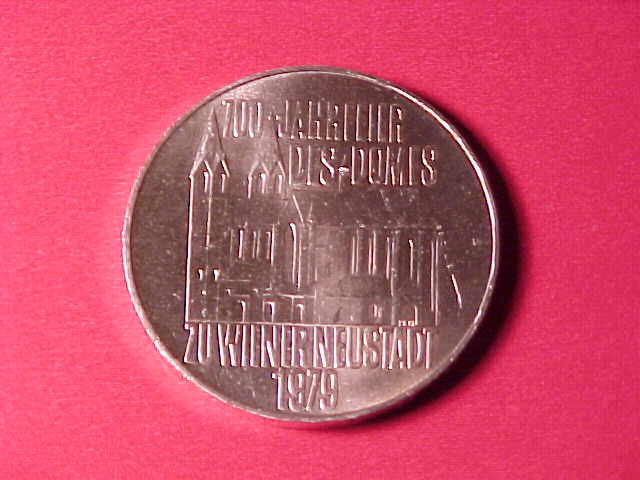 700-JAHRFEIER
DES-DOMES
ZU WIENER NEUSTADT
1979